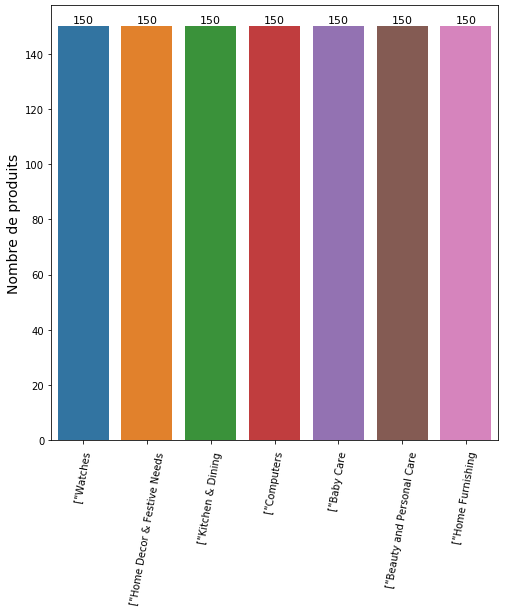 150 150 150 150 150 150 150
140
120
100
80
60
40
20
0
Nombre de produits
["Watches
["Home Decor & Festive Needs
["Kitchen & Dining
["Computers
["Baby Care
["Beauty and Personal Care
["Home Furnishing